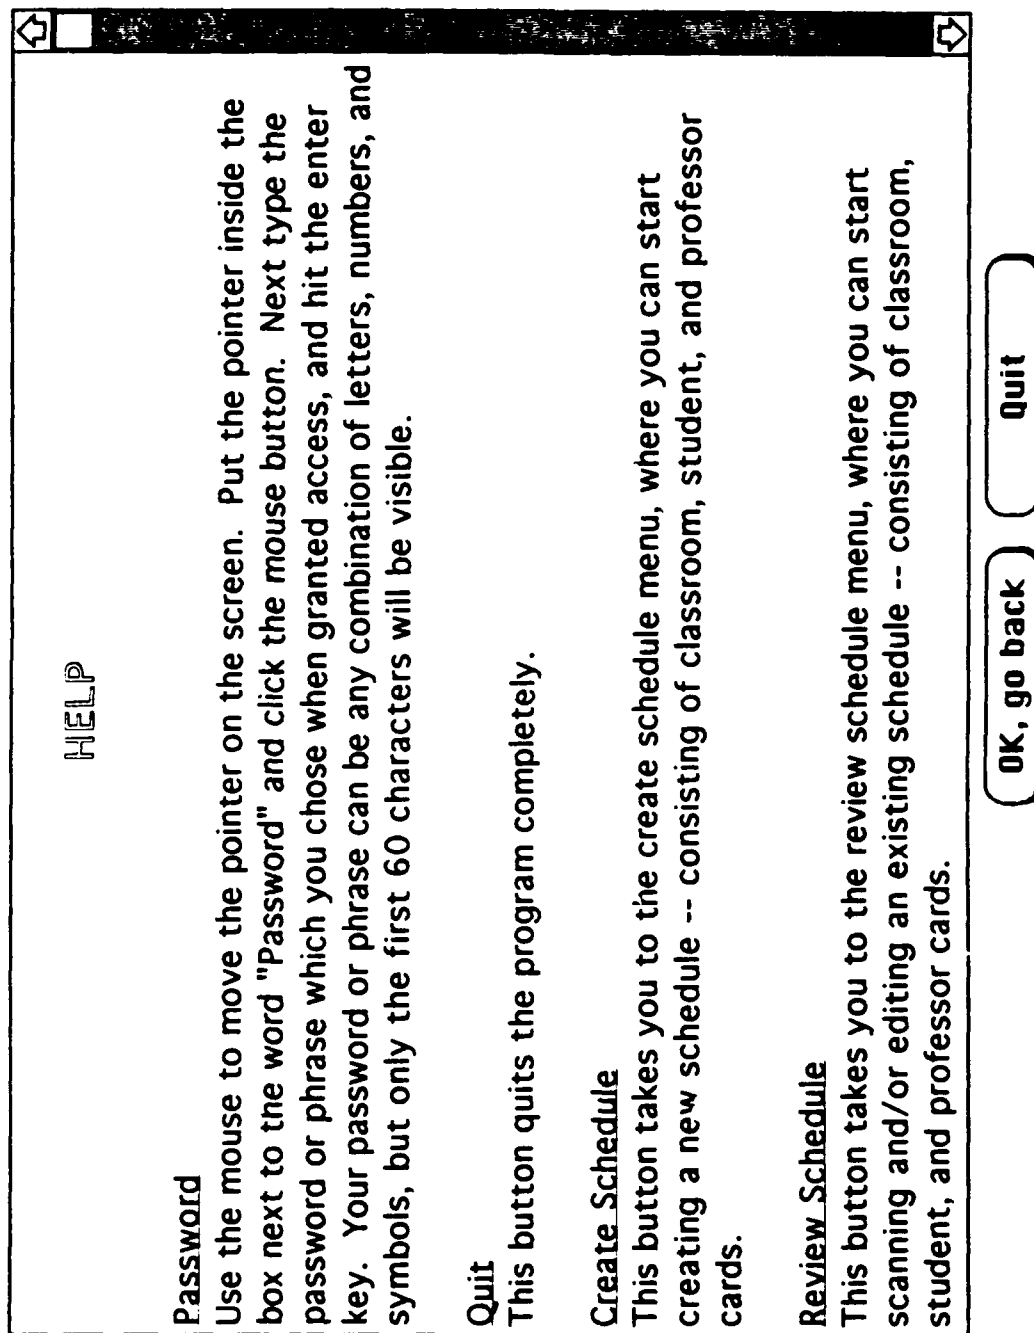 HELP
Password
Use the mouse to move the pointer on the screen. Put the pointer inside the
box next to the word "Password" and click the mouse button. Next type the
password or phrase which you chose when granted access, and hit the enter
key. Your password or phrase can be any combination of letters, numbers, and
symbols, but only the first 60 characters will be visible.
Quit
This button quits the program completely.
Create Schedule
This button takes you to the create schedule menu, where you can start
creating a new schedule -- consisting of classroom, student, and professor
cards.
Review Schedule
This button takes you to the review schedule menu, where you can start
scanning and/or editing an existing schedule -- consisting of classroom,
student, and professor cards.
OK, go back
Quit